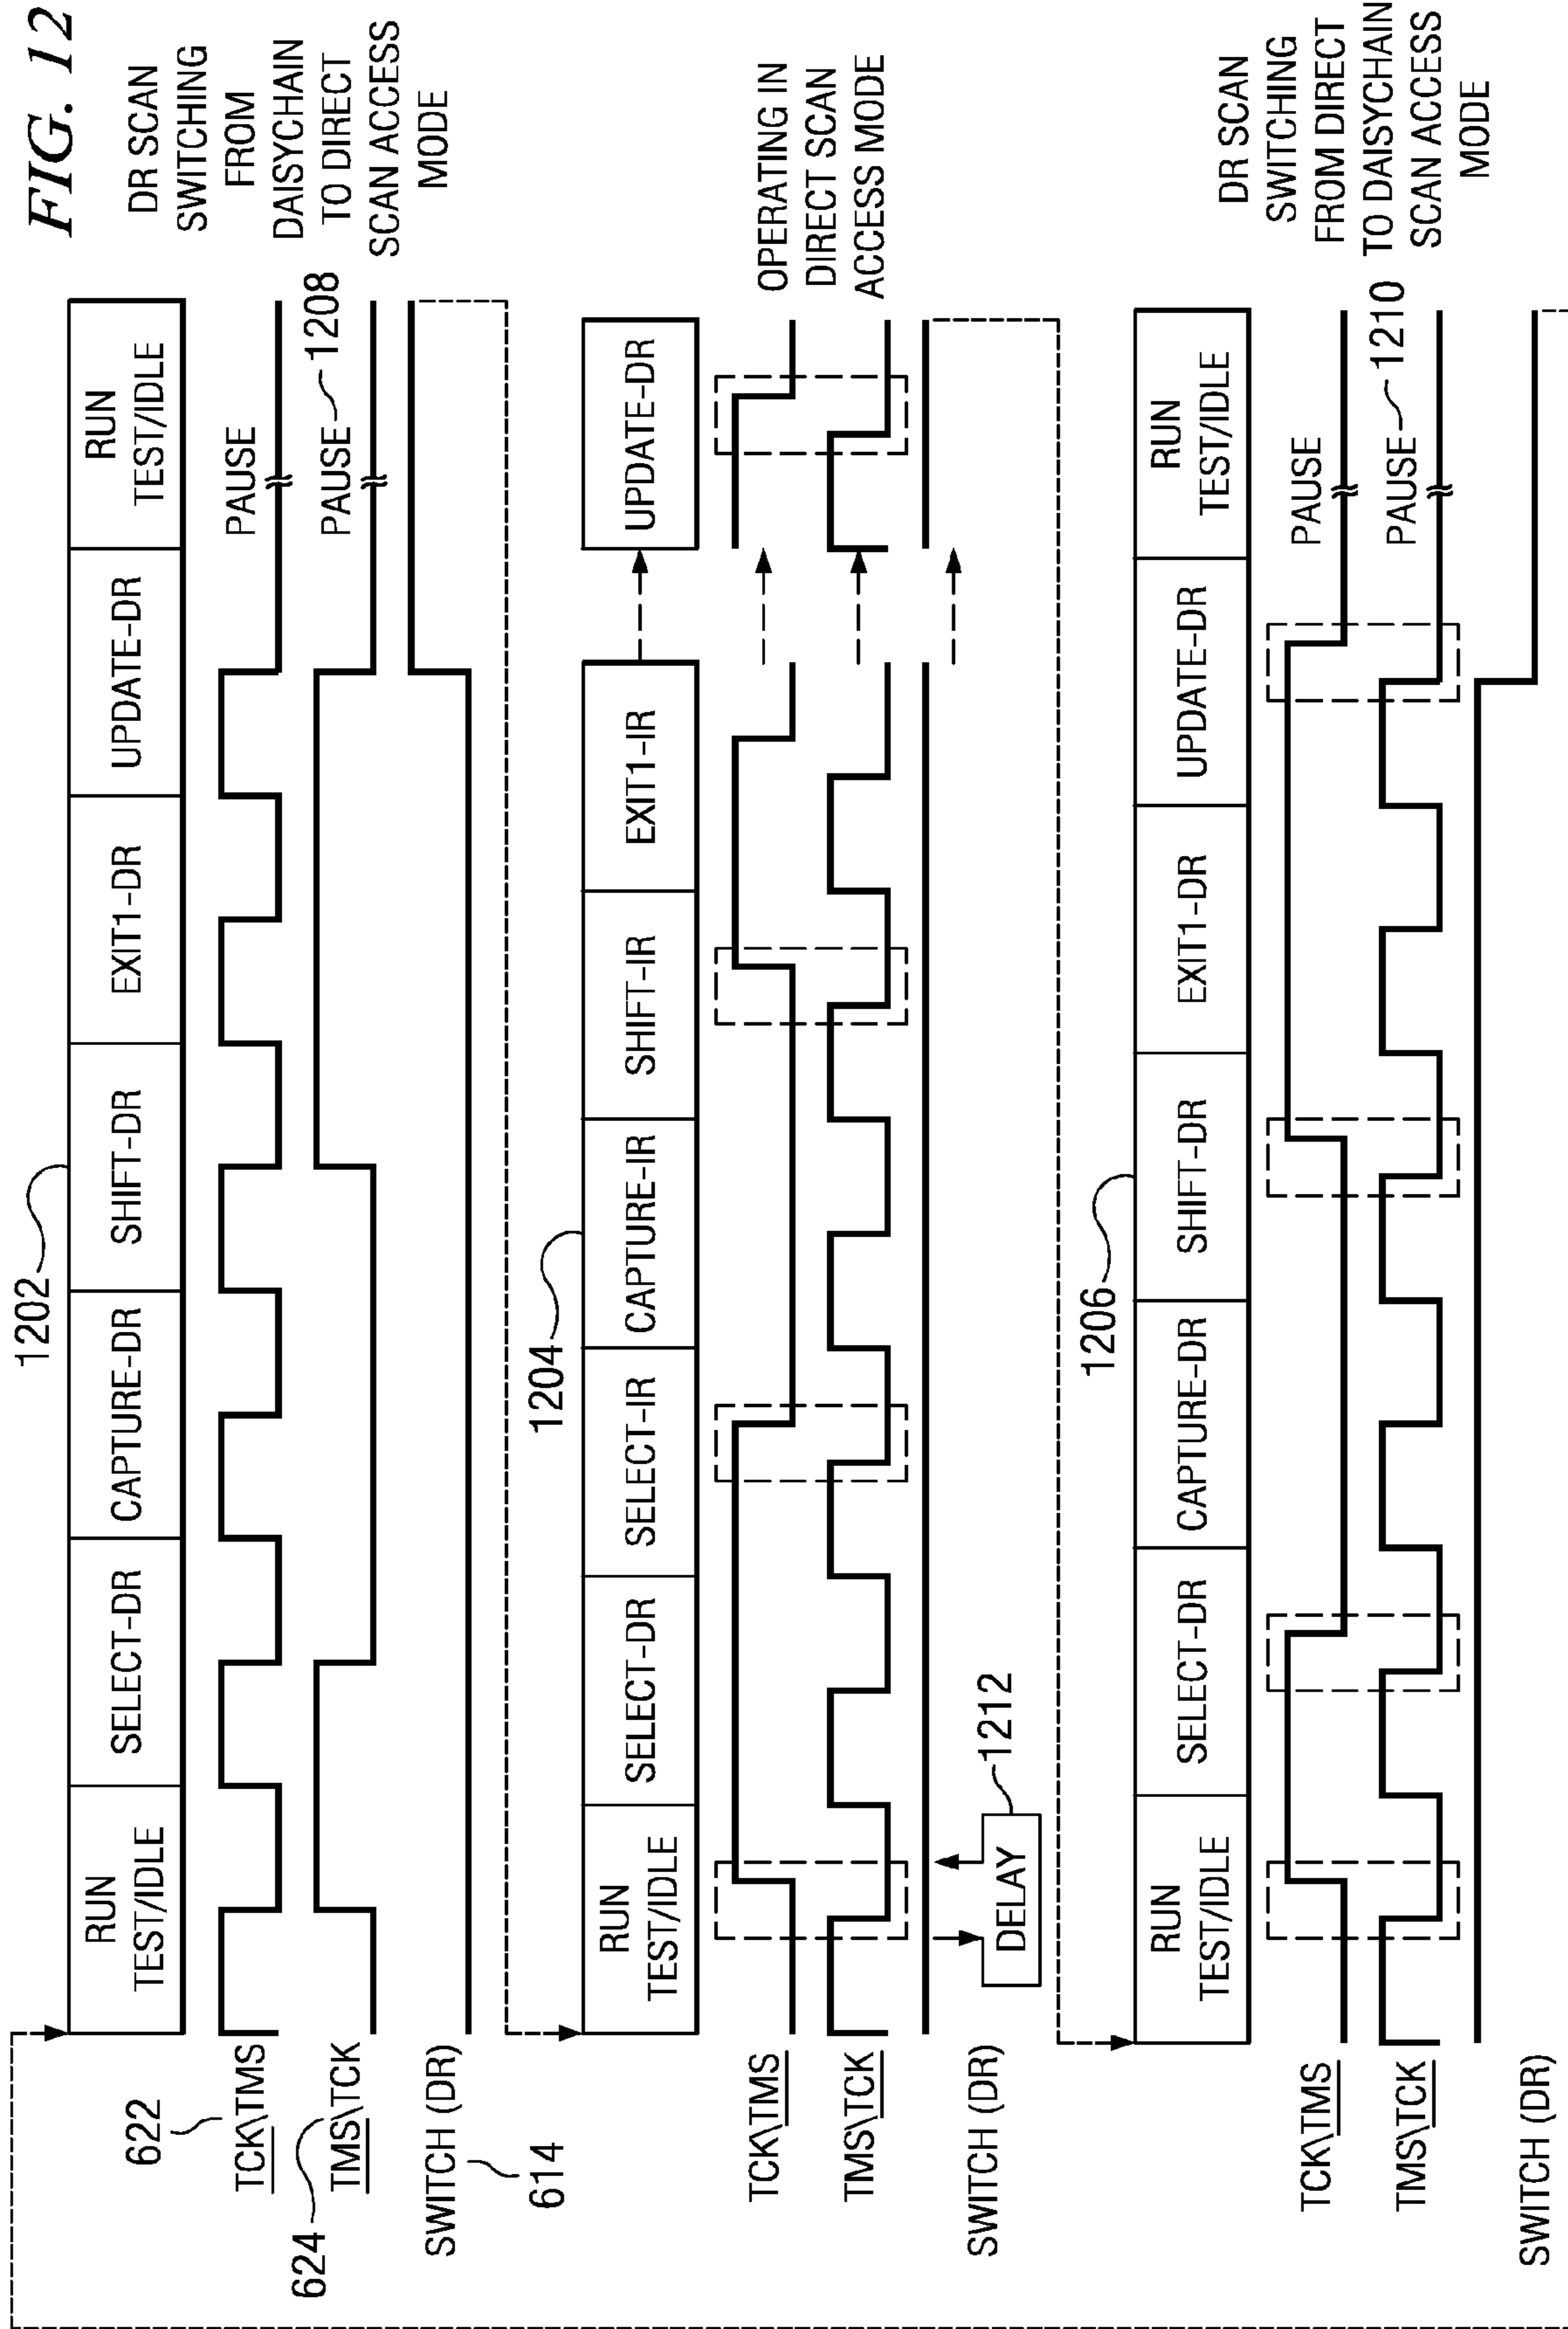 FIG. 12
1202
RUN
TEST/IDLE
SELECT-DR
CAPTURE-DR
SHIFT-DR
EXIT1-DR
UPDATE-DR
RUN
TEST/IDLE
DR SCAN
SWITCHING
FROM
DAISYCHAIN
TO DIRECT
SCAN ACCESS
MODE
622
TCK\TMS
PAUSE
624
TMS\TCK
PAUSE
1208
SWITCH (DR)
614
1204
RUN
TEST/IDLE
SELECT-DR
SELECT-IR
CAPTURE-IR
SHIFT-IR
EXIT1-IR
UPDATE-DR
OPERATING IN
DIRECT SCAN
ACCESS MODE
TCK\TMS
TMS\TCK
SWITCH (DR)
DELAY
1212
1206
RUN
TEST/IDLE
SELECT-DR
CAPTURE-DR
SHIFT-DR
EXIT1-DR
UPDATE-DR
RUN
TEST/IDLE
DR SCAN
SWITCHING
FROM DIRECT
TO DAISYCHAIN
SCAN ACCESS
MODE
TCK\TMS
PAUSE
TMS\TCK
PAUSE
1210
SWITCH (DR)